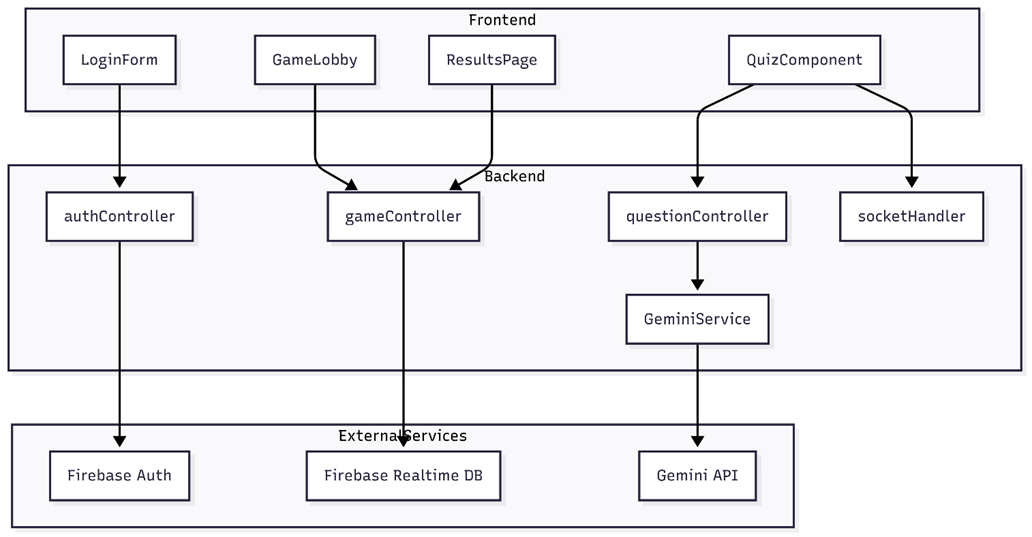 Frontend
LoginForm
GameLobby
ResultsPage
QuizComponent
Backend
authController
gameController
questionController
socketHandler
GeminiService
ExternalServices
Firebase Auth
Firebase Realtime DB
Gemini API